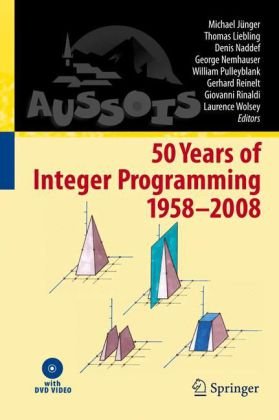 Michael Jünger
Thomas Liebling
Denis Naddef
George Nemhauser
William Pulleyblank
Gerhard Reinelt
Giovanni Rinaldi
Laurence Wolsey
Editors
AUSSOIS
50 Years of
Integer Programming
1958–2008
with
DVD VIDEO
Springer